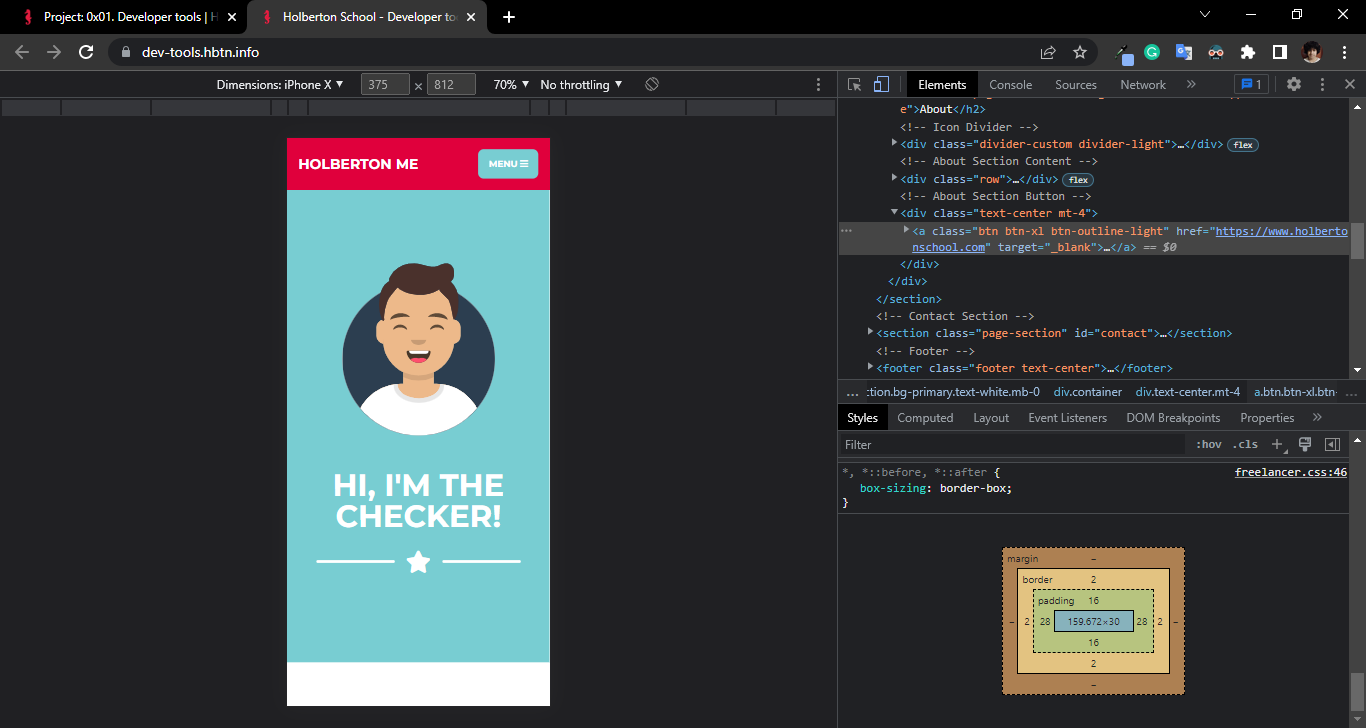 Project: 0x01. Developer tools | H
Holberton School - Developer to
dev-tools.hbtn.info
Dimensions: iPhone X ▼ 375 × 812 70% ▼ No throttling ▼
Elements Console Sources Network » 1
HOLBERTON ME
MENU
HI, I'M THE
CHECKER!
e">About</h2>
<!-- Icon Divider -->
<div class="divider-custom divider-light">…</div> flex
<!-- About Section Content -->
<div class="row">…</div> flex
<!-- About Section Button -->
<div class="text-center mt-4">
<a class="btn btn-xl btn-outline-light" href="https://www.holberto
nschool.com" target="_blank">…</a> == $0
</div>
</div>
</section>
<!-- Contact Section -->
<section class="page-section" id="contact">…</section>
<!-- Footer -->
<footer class="footer text-center">…</footer>
… ction.bg-primary.text-white.mb-0 div.container div.text-center.mt-4 a.btn.btn-xl.btn- …
Styles Computed Layout Event Listeners DOM Breakpoints Properties »
Filter :hov .cls +
*, *::before, *::after { freelancer.css:46
box-sizing: border-box;
}
margin –
border 2
padding 16
– 2 28 159.672×30 28 2 –
16
2
–